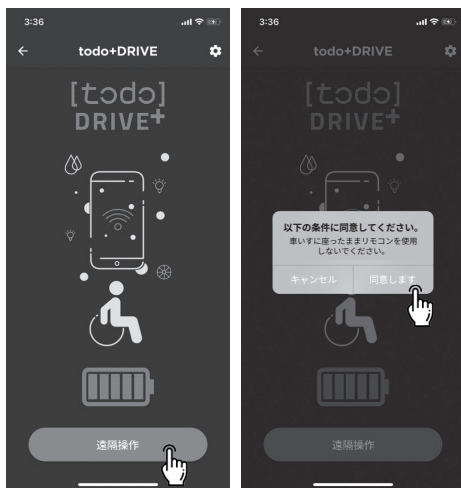 3:36
todo+DRIVE
[todo]
DRIVE+
遠隔操作
3:36
todo+DRIVE
[todo]
DRIVE+
以下の条件に同意してください。
車いすに座ったままリモコンを使用
しないでください。
キャンセル
同意します
遠隔操作